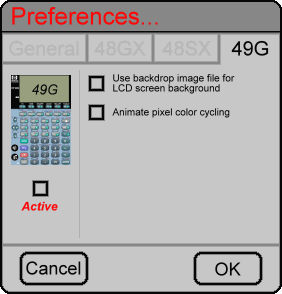 Preferences...
General 48GX 48SX 49G
49G
Use backdrop image file for
LCD screen background
Animate pixel color cycling
Active
Cancel OK